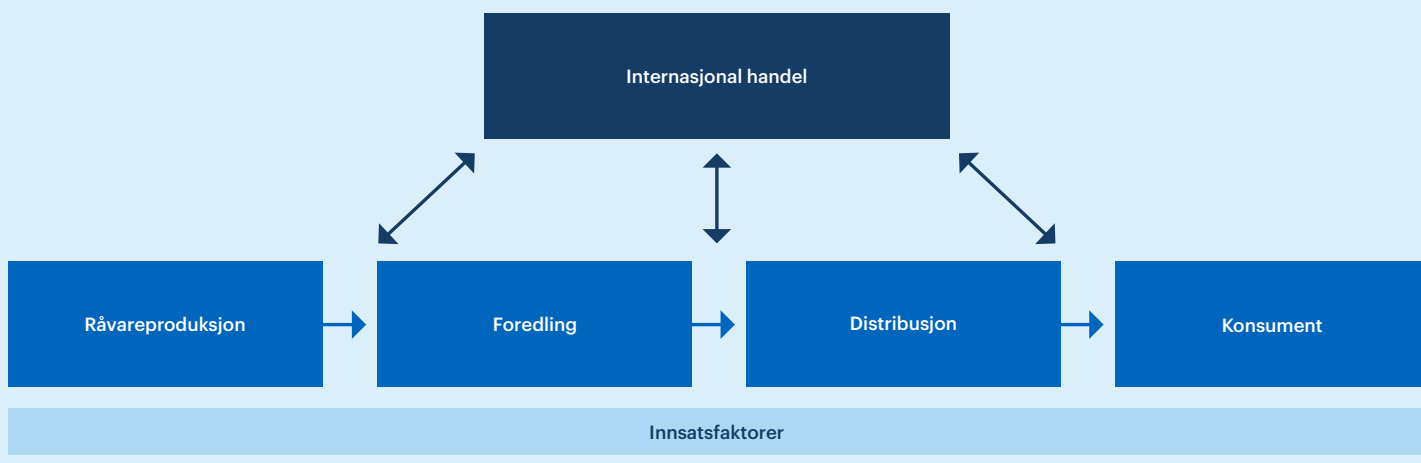 Internasjonal handel
Råvareproduksjon
Foredling
Distribusjon
Konsument
Innsatsfaktorer